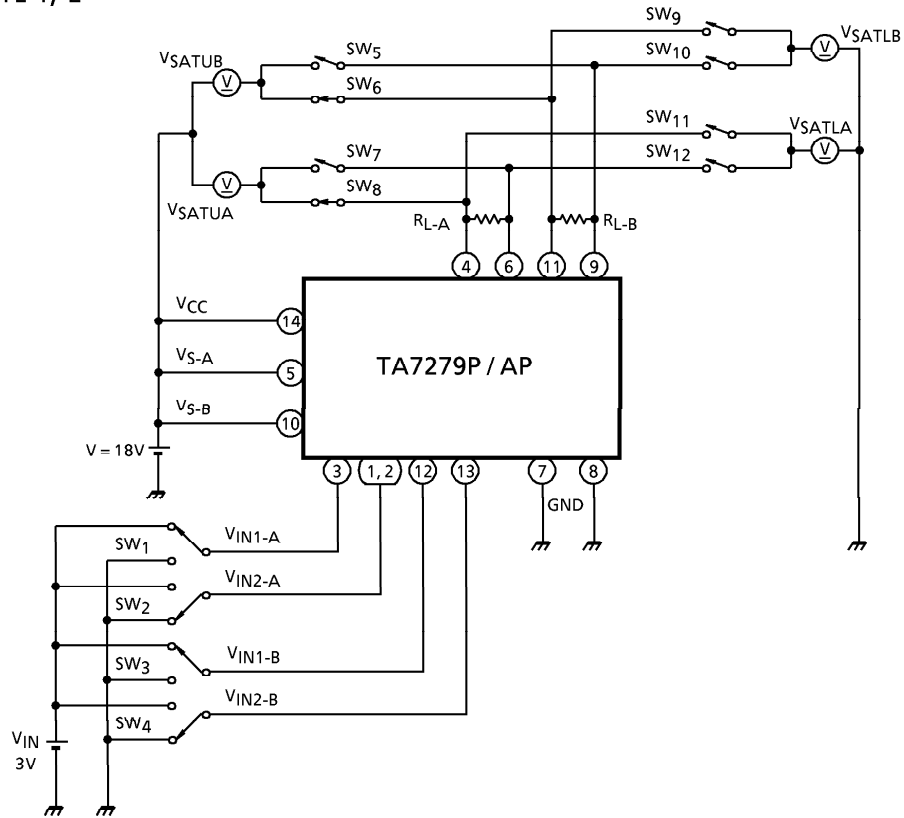 SW9
VSATLB
SW5
SW10
VSATUB
V
V
SW6
SW11
VSATLA
SW7
V
SW12
V
SW8
VSATUA
RL-A
RL-B
4
6
11
9
VCC
14
TA7279P / AP
VS-A
5
VS-B
10
V = 18V
3
1, 2
12
13
7
8
GND
VIN1-A
SW1
VIN2-A
SW2
VIN1-B
SW3
VIN2-B
SW4
VIN
3V